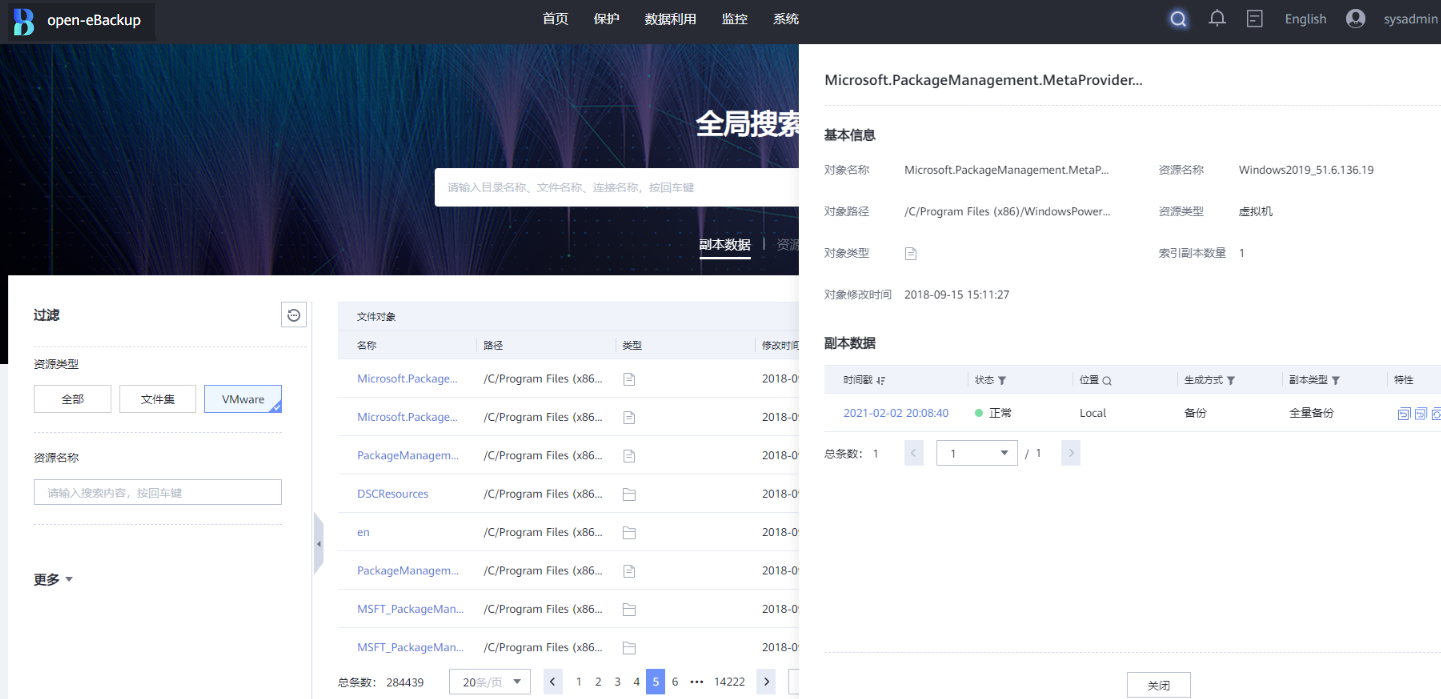 open-eBackup
首页 保护 数据利用 监控 系统
English sysadmin
全局搜索
请输入目录名称、文件名称、连接名称，按回车键
副本数据 | 资源
过滤
资源类型
全部 文件集 VMware
资源名称
请输入搜索内容，按回车键
更多
文件对象
名称 路径 类型 修改时间
Microsoft.Package... /C/Program Files (x86... 2018-09
Microsoft.Package... /C/Program Files (x86... 2018-09
PackageManagem... /C/Program Files (x86... 2018-09
DSCResources /C/Program Files (x86... 2018-09
en /C/Program Files (x86... 2018-09
PackageManagem... /C/Program Files (x86... 2018-09
MSFT_PackageMan... /C/Program Files (x86... 2018-09
MSFT_PackageMan... /C/Program Files (x86... 2018-09
总条数： 284439 20条/页 < 1 2 3 4 5 6 ••• 14222 >
Microsoft.PackageManagement.MetaProvider...
基本信息
对象名称 Microsoft.PackageManagement.MetaP... 资源名称 Windows2019_51.6.136.19
对象路径 /C/Program Files (x86)/WindowsPower... 资源类型 虚拟机
对象类型 索引副本数量 1
对象修改时间 2018-09-15 15:11:27
副本数据
时间戳 状态 位置 生成方式 副本类型 特性
2021-02-02 20:08:40 正常 Local 备份 全量备份
总条数： 1 < 1 / 1 >
关闭